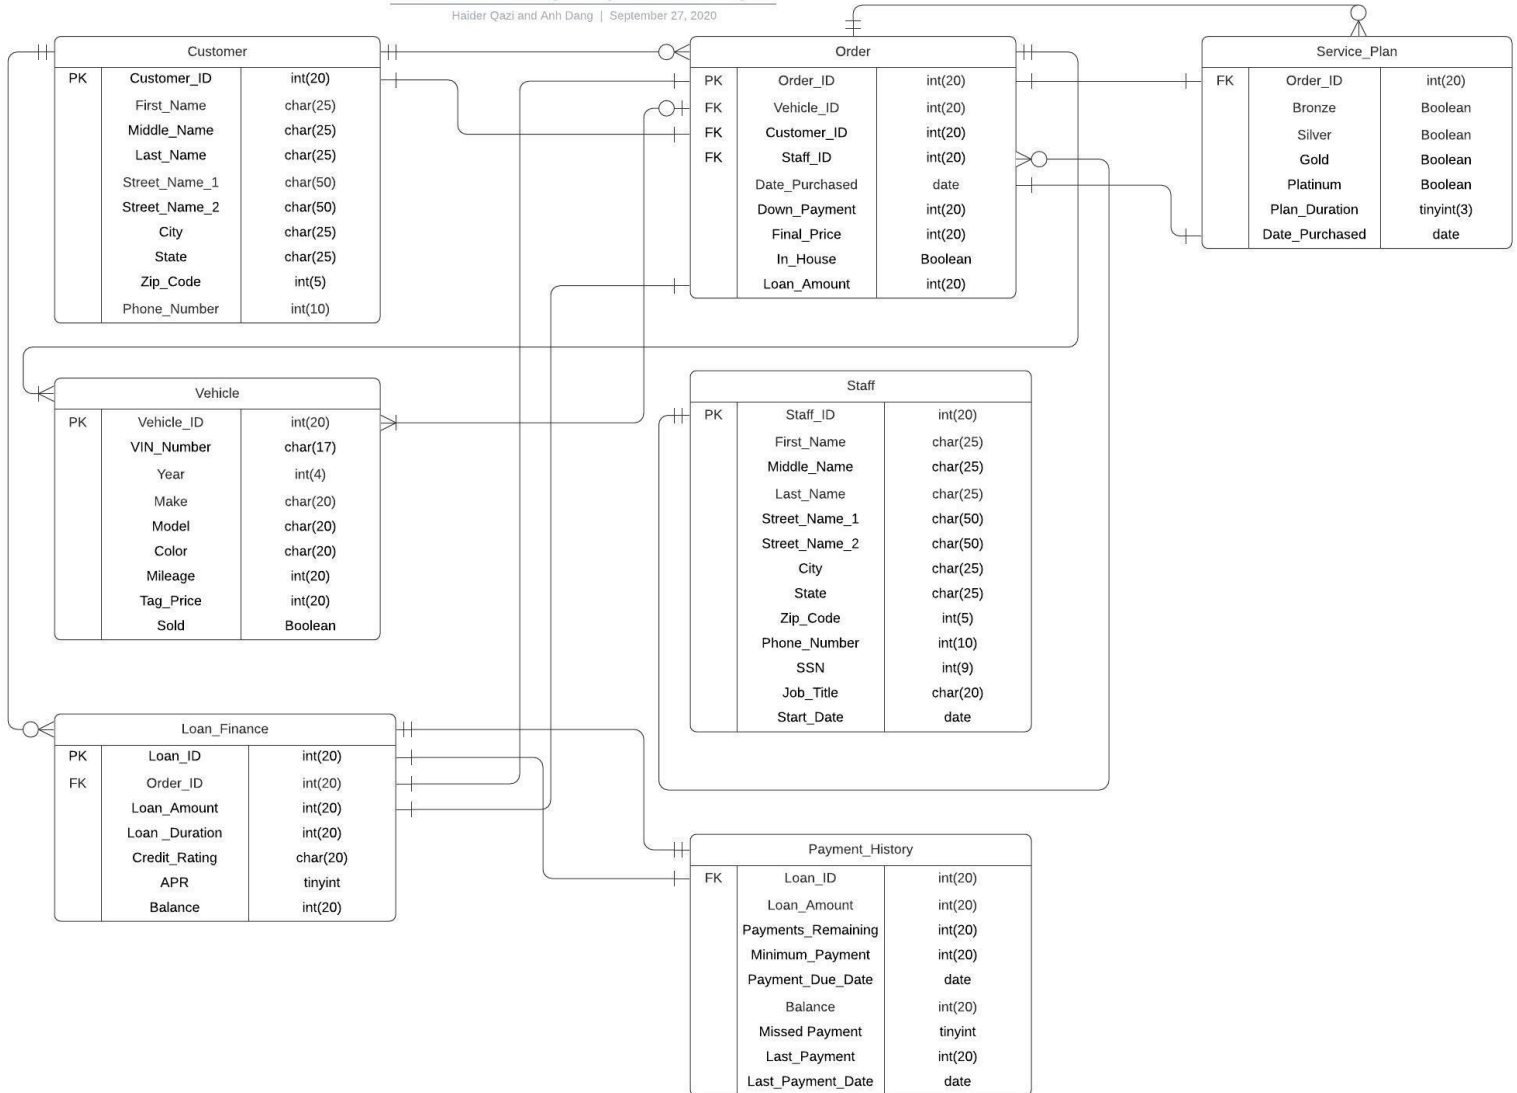 Haider Qazi and Anh Dang | September 27, 2020
Customer
PK Customer_ID int(20)
First_Name char(25)
Middle_Name char(25)
Last_Name char(25)
Street_Name_1 char(50)
Street_Name_2 char(50)
City char(25)
State char(25)
Zip_Code int(5)
Phone_Number int(10)
Order
PK Order_ID int(20)
FK Vehicle_ID int(20)
FK Customer_ID int(20)
FK Staff_ID int(20)
Date_Purchased date
Down_Payment int(20)
Final_Price int(20)
In_House Boolean
Loan_Amount int(20)
Service_Plan
FK Order_ID int(20)
Bronze Boolean
Silver Boolean
Gold Boolean
Platinum Boolean
Plan_Duration tinyint(3)
Date_Purchased date
Vehicle
PK Vehicle_ID int(20)
VIN_Number char(17)
Year int(4)
Make char(20)
Model char(20)
Color char(20)
Mileage int(20)
Tag_Price int(20)
Sold Boolean
Staff
PK Staff_ID int(20)
First_Name char(25)
Middle_Name char(25)
Last_Name char(25)
Street_Name_1 char(50)
Street_Name_2 char(50)
City char(25)
State char(25)
Zip_Code int(5)
Phone_Number int(10)
SSN int(9)
Job_Title char(20)
Start_Date date
Loan_Finance
PK Loan_ID int(20)
FK Order_ID int(20)
Loan_Amount int(20)
Loan _Duration int(20)
Credit_Rating char(20)
APR tinyint
Balance int(20)
Payment_History
FK Loan_ID int(20)
Loan_Amount int(20)
Payments_Remaining int(20)
Minimum_Payment int(20)
Payment_Due_Date date
Balance int(20)
Missed Payment tinyint
Last_Payment int(20)
Last_Payment_Date date